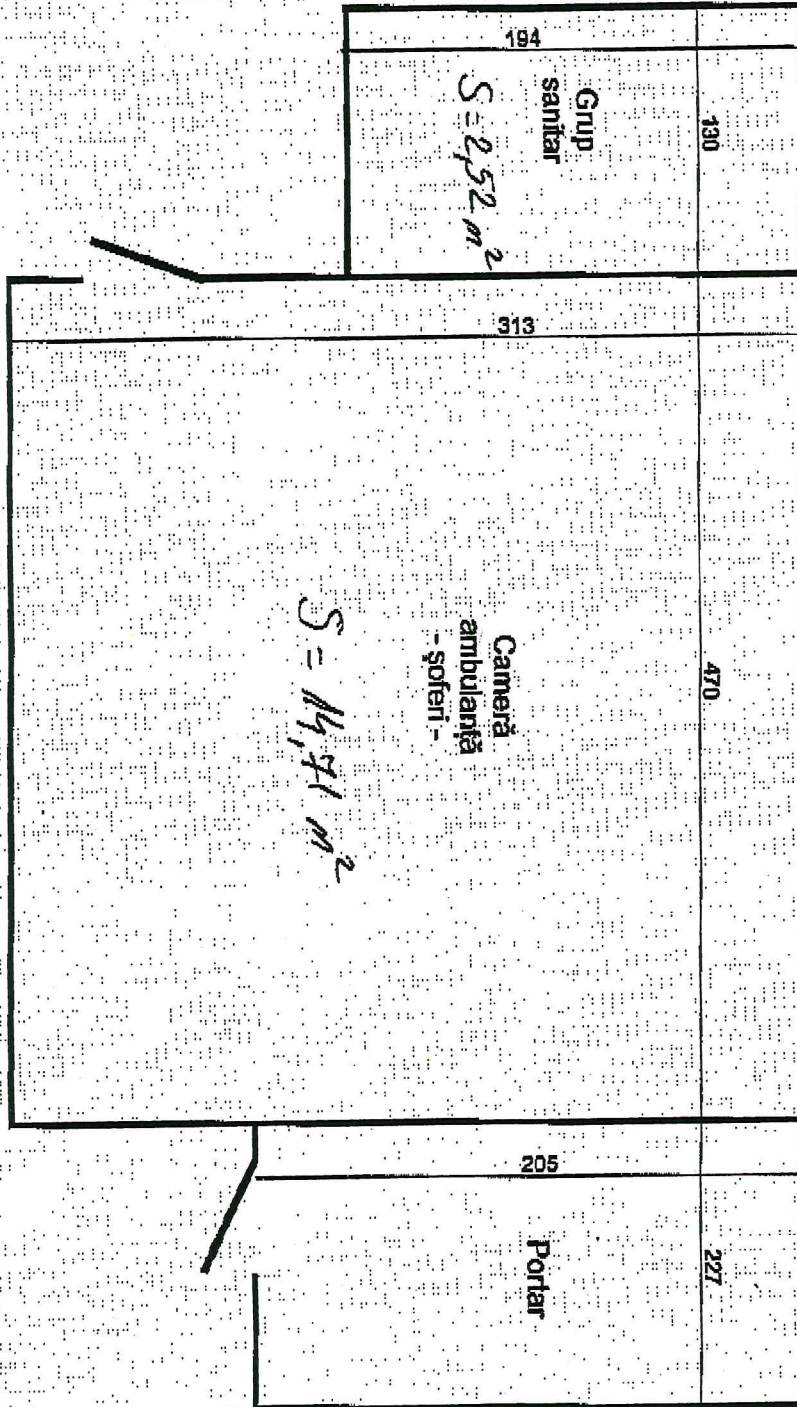 194
130
Grup
sanitar
S = 2,52 m²
313
470
Cameră
ambulanță
- șoferi -
S = 14,71 m²
205
227
Portar